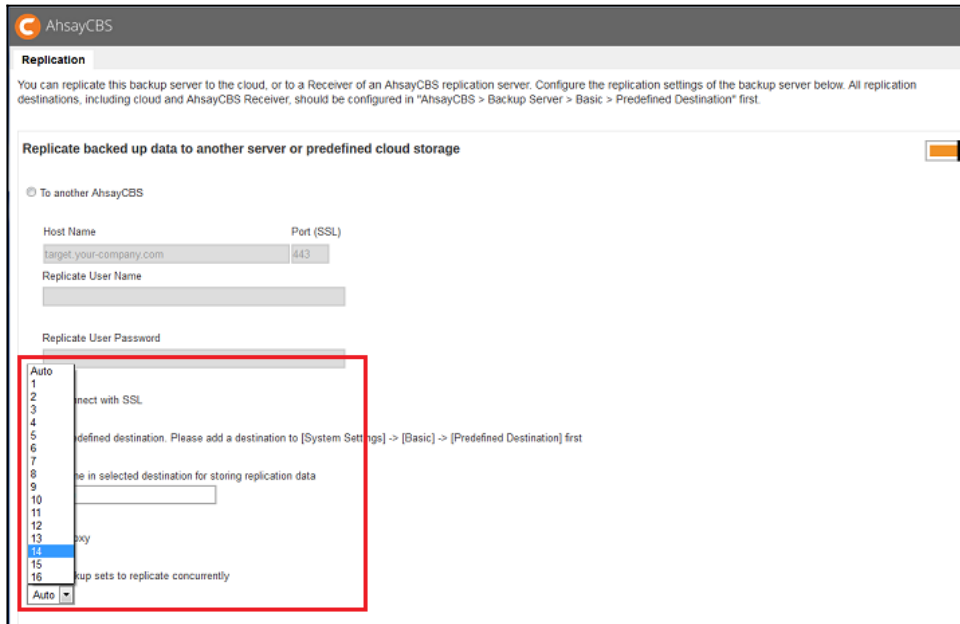 AhsayCBS
Replication
You can replicate this backup server to the cloud, or to a Receiver of an AhsayCBS replication server. Configure the replication settings of the backup server below. All replication
destinations, including cloud and AhsayCBS Receiver, should be configured in "AhsayCBS > Backup Server > Basic > Predefined Destination" first.
Replicate backed up data to another server or predefined cloud storage
To another AhsayCBS
Host Name Port (SSL)
target.your-company.com 443
Replicate User Name
Replicate User Password
Auto
1
2 nnect with SSL
3
4
5 defined destination. Please add a destination to [System Settings] -> [Basic] -> [Predefined Destination] first
6
7
8 me in selected destination for storing replication data
9
10
11
12
13 oxy
14
15
16 kup sets to replicate concurrently
Auto